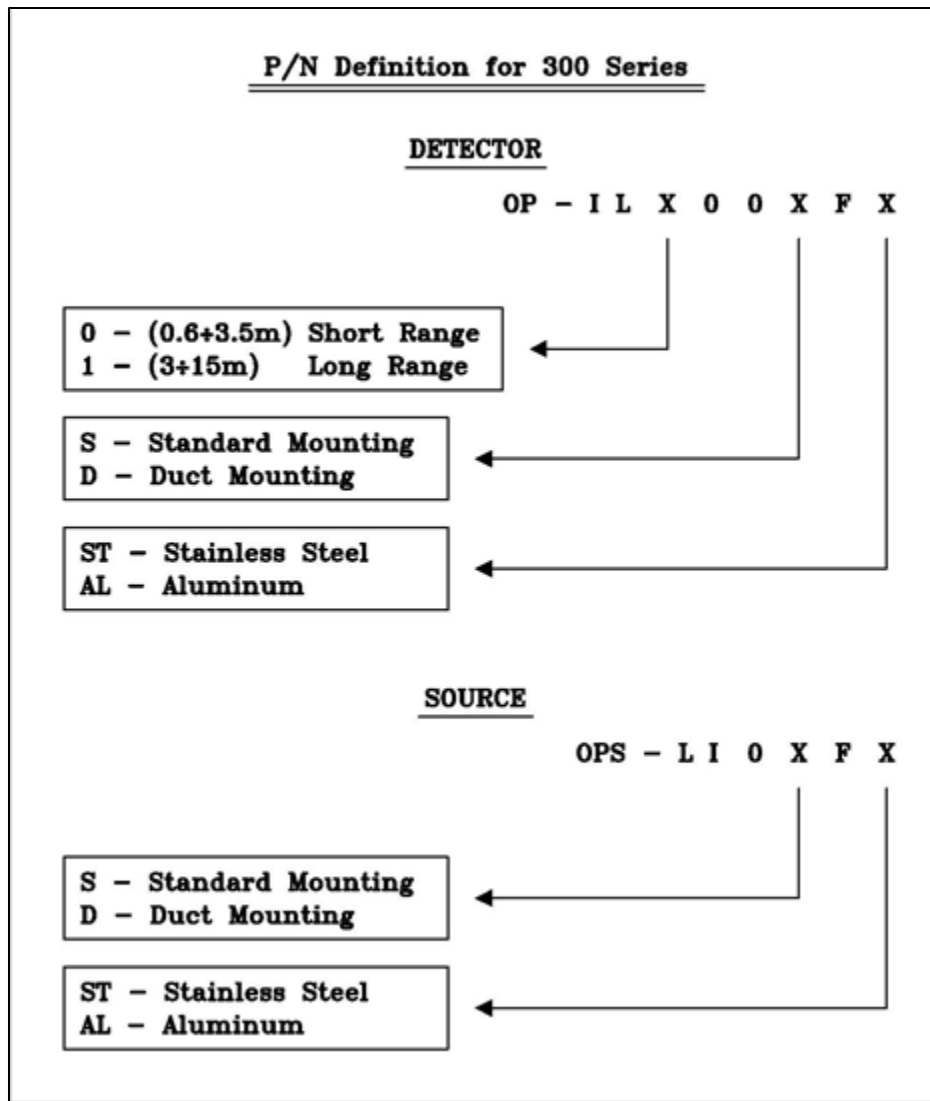 P/N Definition for 300 Series
DETECTOR
OP - I L X 0 0 X F X
0 - (0.6+3.5m) Short Range
1 - (3÷15m) Long Range
S - Standard Mounting
D - Duct Mounting
ST - Stainless Steel
AL - Aluminum
SOURCE
OPS - L I 0 X F X
S - Standard Mounting
D - Duct Mounting
ST - Stainless Steel
AL - Aluminum